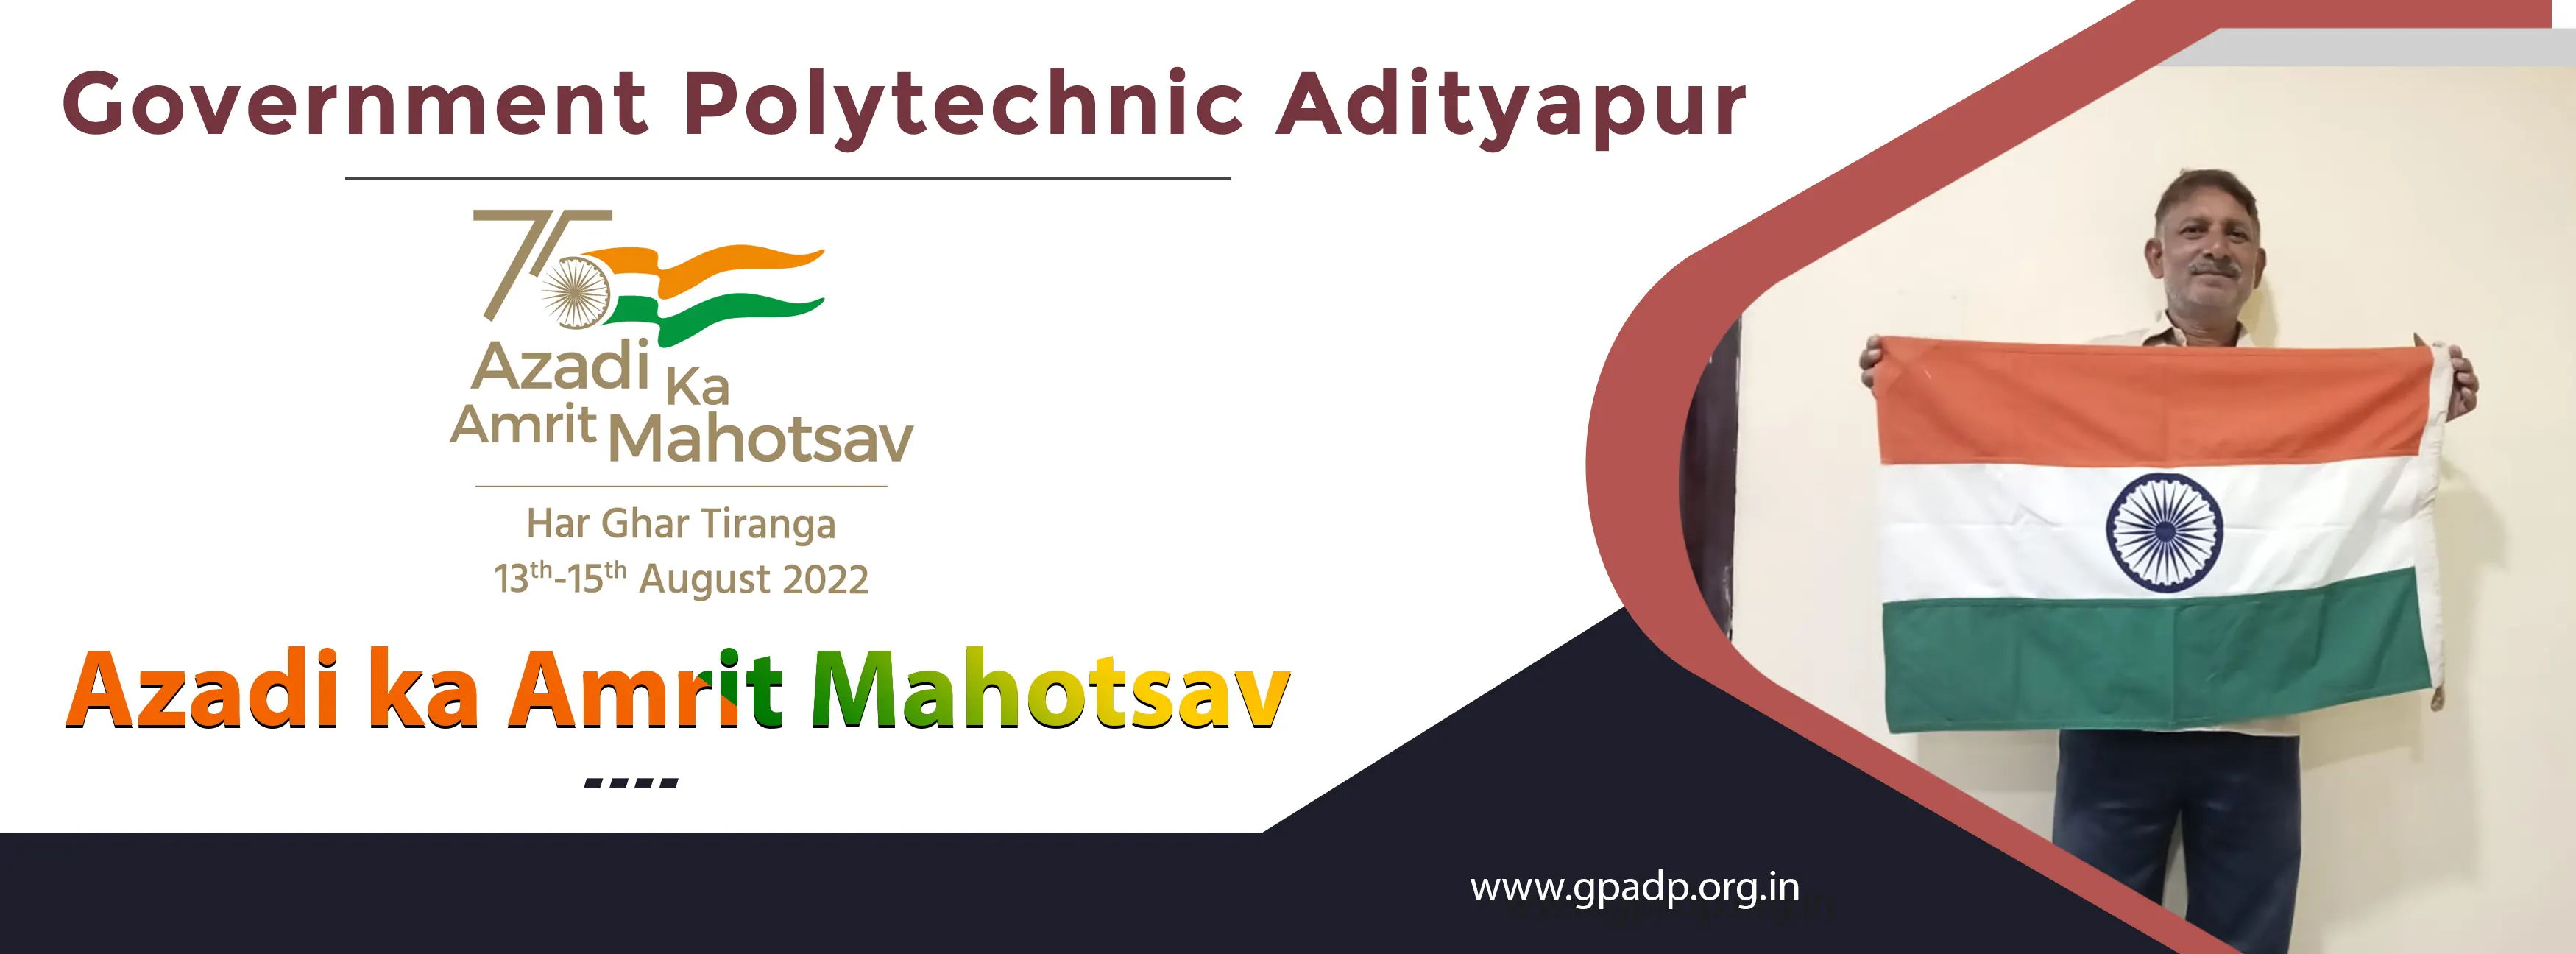 Government Polytechnic Adityapur
75
Azadi Ka
Amrit Mahotsav
Har Ghar Tiranga
13th-15th August 2022
Azadi ka Amrit Mahotsav
www.gpadp.org.in